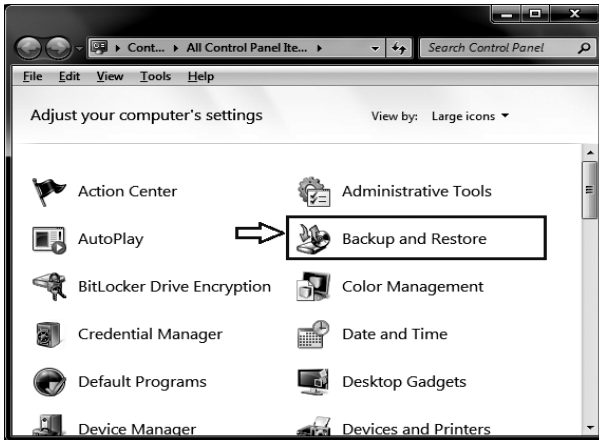 Cont... All Control Panel Ite... Search Control Panel
File Edit View Tools Help
Adjust your computer's settings View by: Large icons
Action Center Administrative Tools
AutoPlay Backup and Restore
BitLocker Drive Encryption Color Management
Credential Manager Date and Time
Default Programs Desktop Gadgets
Device Manager Devices and Printers